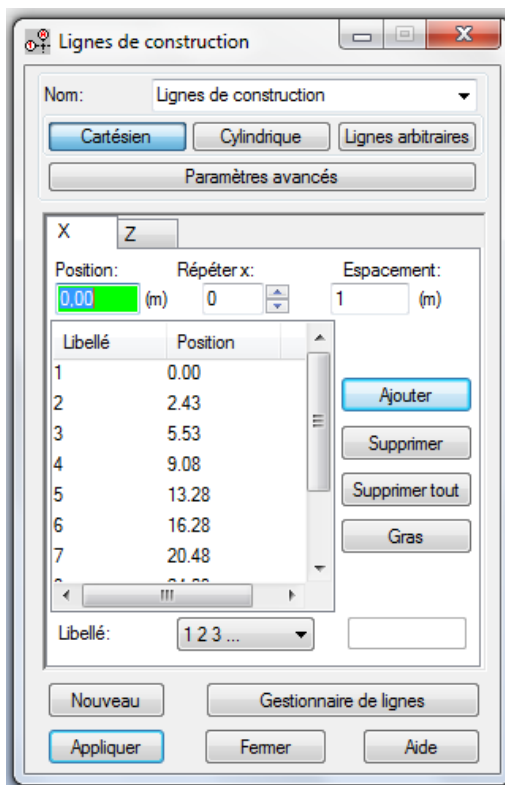 Lignes de construction
Nom: Lignes de construction
Cartésien Cylindrique Lignes arbitraires
Paramètres avancés
X Z
Position: Répéter x: Espacement:
0,00 (m) 0 1 (m)
Libellé Position
1 0.00
2 2.43
3 5.53
4 9.08
5 13.28
6 16.28
7 20.48
Ajouter
Supprimer
Supprimer tout
Gras
Libellé: 1 2 3 ...
Nouveau Gestionnaire de lignes
Appliquer Fermer Aide